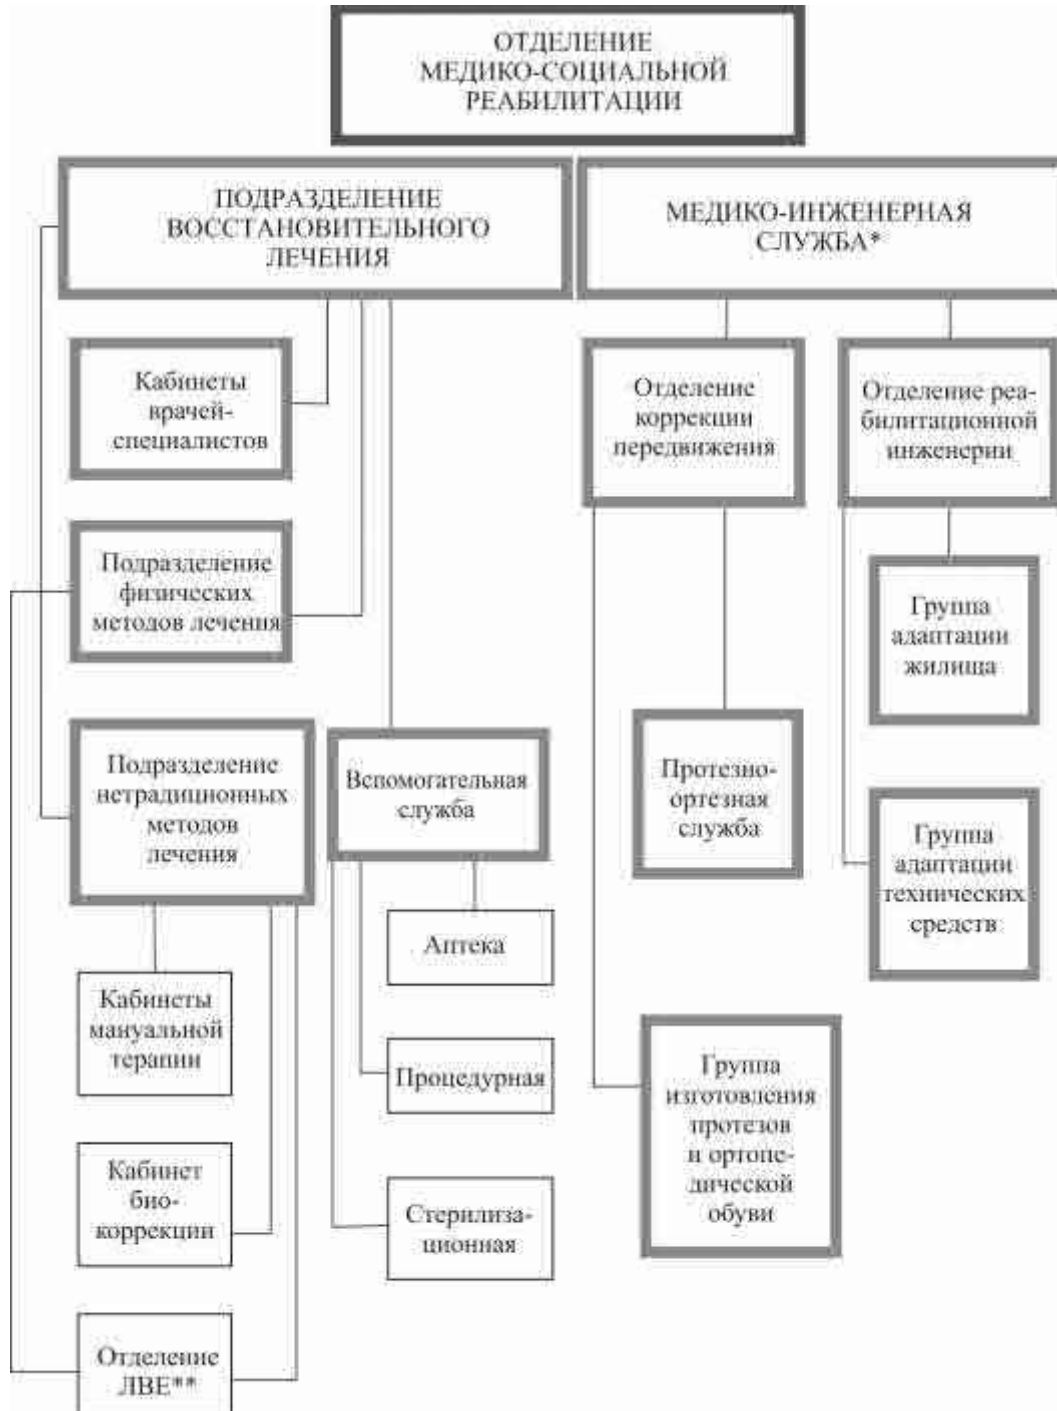 ОТДЕЛЕНИЕ
МЕДИКО-СОЦИАЛЬНОЙ
РЕАБИЛИТАЦИИ
ПОДРАЗДЕЛЕНИЕ
ВОССТАНОВИТЕЛЬНОГО
ЛЕЧЕНИЯ
МЕДИКО-ИНЖЕНЕРНАЯ
СЛУЖБА*
Кабинеты
врачей-
специалистов
Отделение
коррекции
передвижения
Отделение реа-
билитационной
инженерии
Подразделение
физических
методов лечения
Группа
адаптации
жилища
Подразделение
нетрадиционных
методов
лечения
Вспомогательная
служба
Протезно-
ортезная
служба
Группа
адаптации
технических
средств
Аптека
Кабинеты
мануальной
терапии
Процедурная
Группа
изготовления
протезов
и ортопе-
дической
обуви
Кабинет
био-
коррекции
Стерилиза-
ционная
Отделение
ЛВЕ**